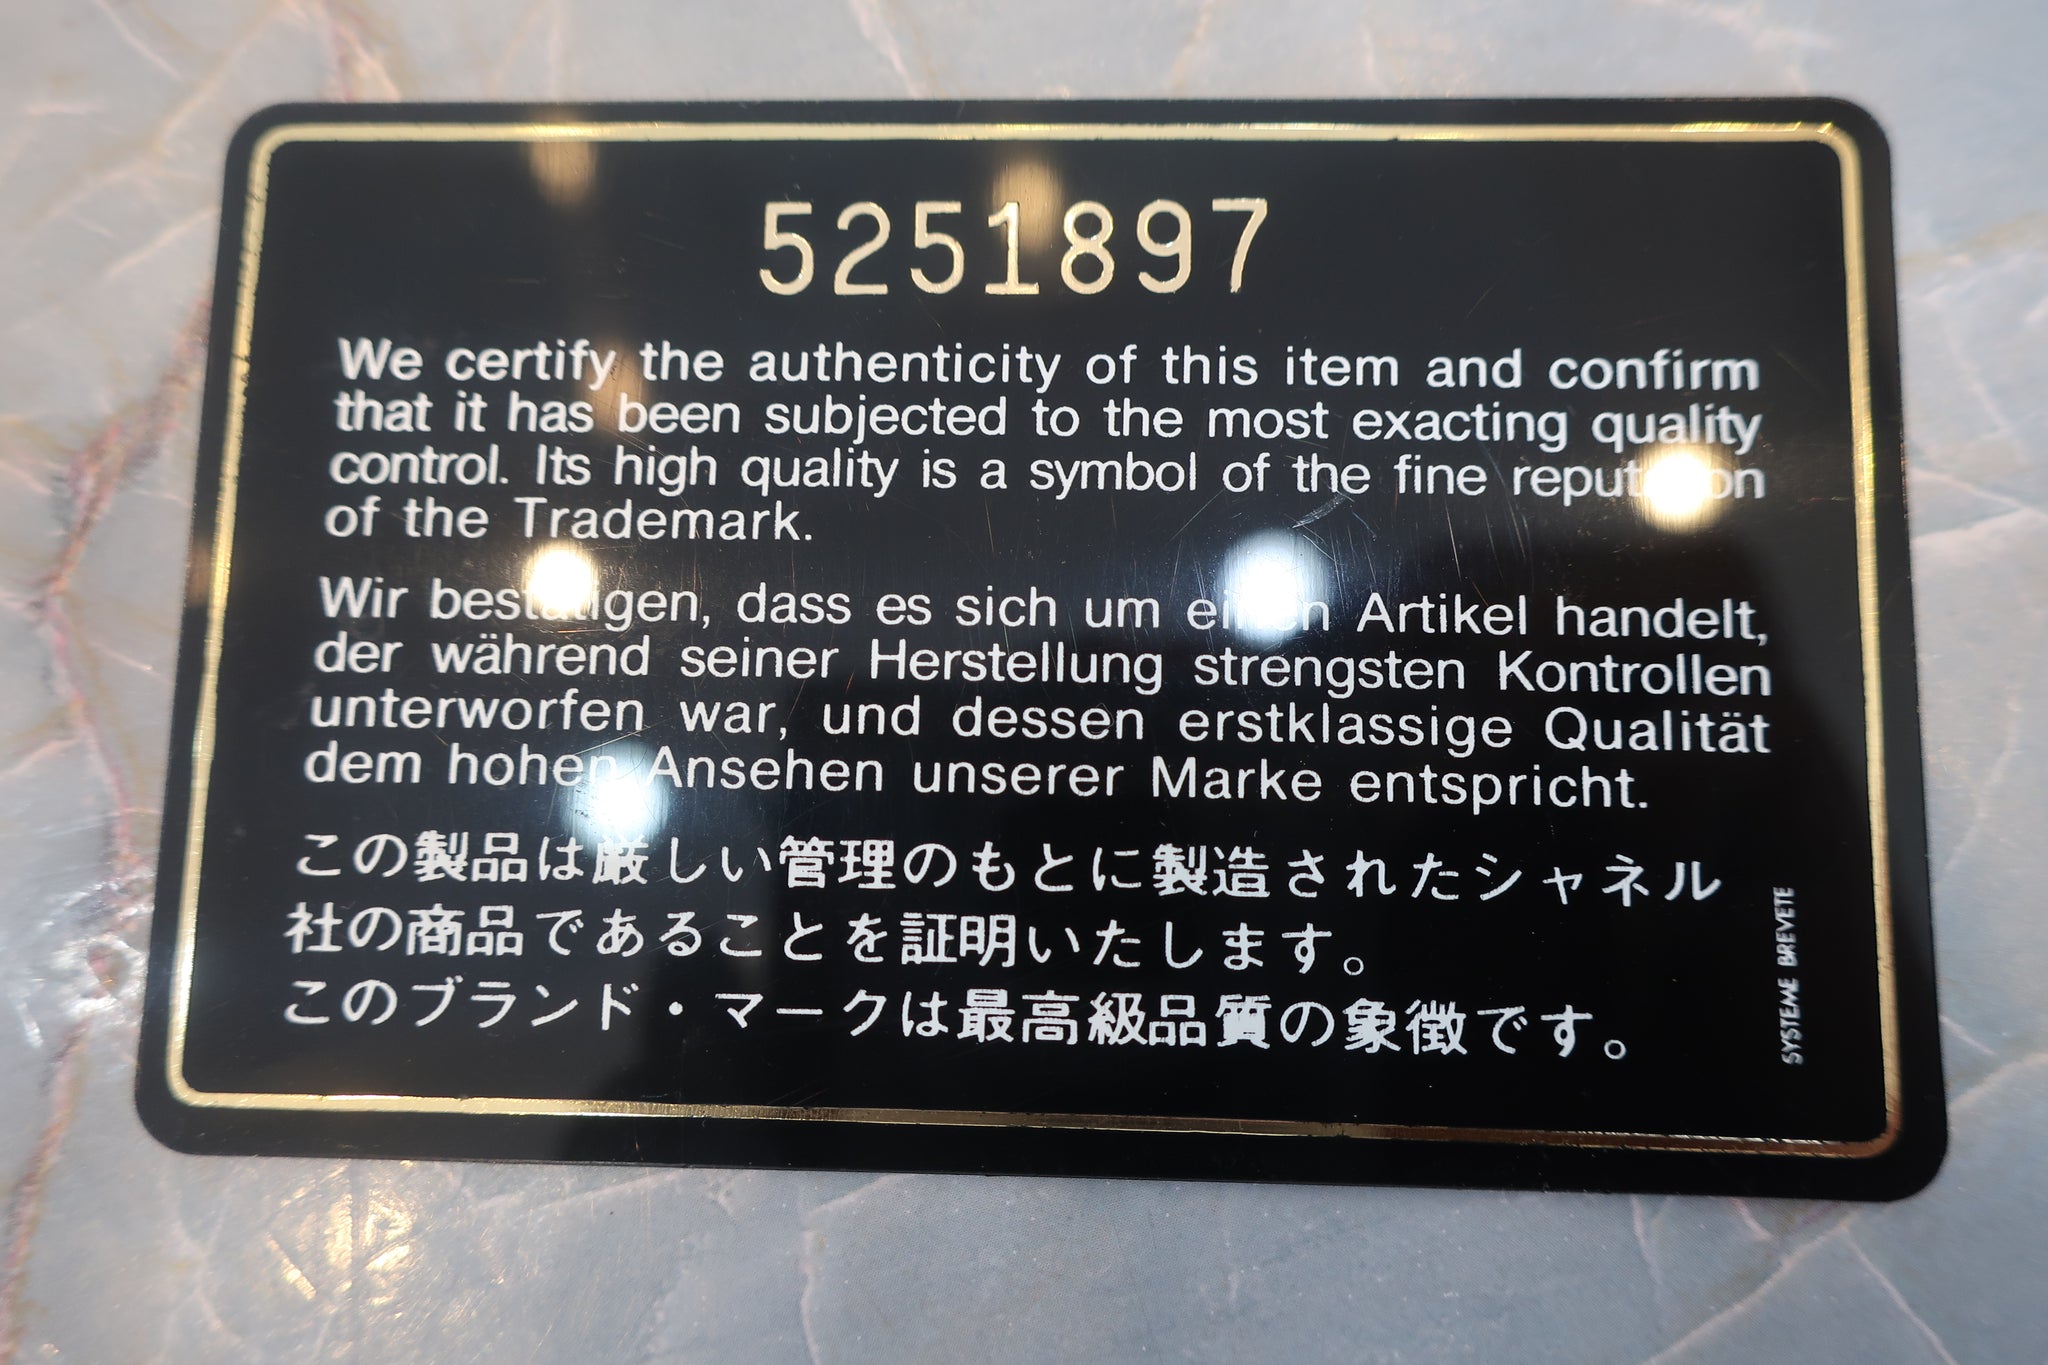 5251897
We certify the authenticity of this item and confirm
that it has been subjected to the most exacting quality
control. Its high quality is a symbol of the fine reputation
of the Trademark.
Wir bestätigen, dass es sich um einen Artikel handelt,
der während seiner Herstellung strengsten Kontrollen
unterworfen war, und dessen erstklassige Qualität
dem hohen Ansehen unserer Marke entspricht.
この製品は厳しい管理のもとに製造されたシャネル
社の商品であることを証明いたします。
このブランド・マークは最高級品質の象徴です。
SYSTEME BREVETE